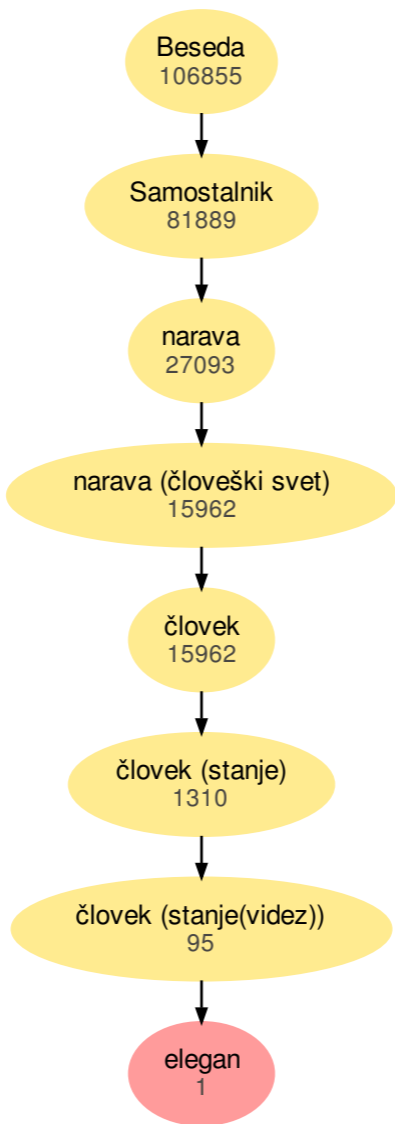 Beseda
106855
Samostalnik
81889
narava
27093
narava (človeški svet)
15962
človek
15962
človek (stanje)
1310
človek (stanje(videz))
95
elegan
1